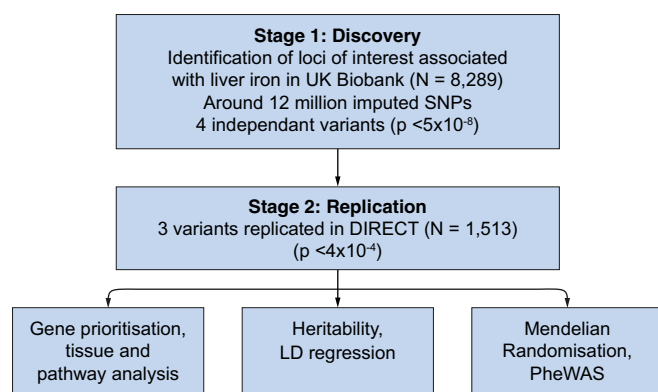 Stage 1: Discovery
Identification of loci of interest associated
with liver iron in UK Biobank (N = 8,289)
Around 12 million imputed SNPs
4 independant variants (p <5x10⁻⁸)
Stage 2: Replication
3 variants replicated in DIRECT (N = 1,513)
(p <4x10⁻⁴)
Gene prioritisation,
tissue and
pathway analysis
Heritability,
LD regression
Mendelian
Randomisation,
PheWAS